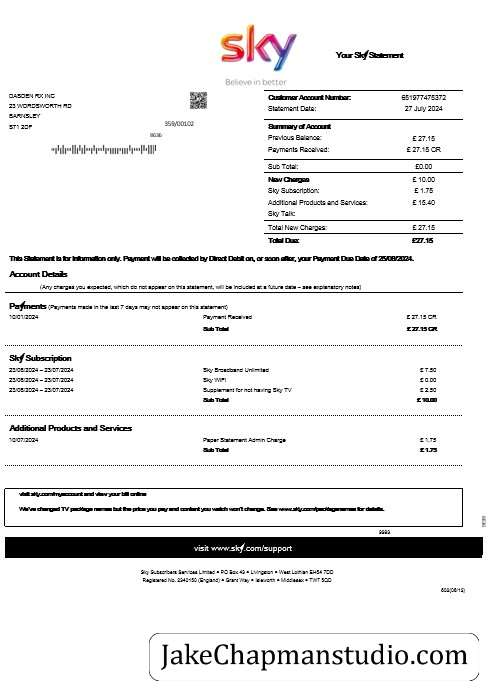 sky
Believe in better
Your Sky Statement
DASDEN RX INC
23 WORDSWORTH RD
BARNSLEY
S71 2DF
359/00102
8036
Customer Account Number: 651977475372
Statement Date: 27 July 2024
Summary of Account
Previous Balance: £ 27.15
Payments Received: £ 27.15 CR
Sub Total: £0.00
New Charges £ 10.00
Sky Subscription: £ 1.75
Additional Products and Services: £ 15.40
Sky Talk:
Total New Charges: £ 27.15
Total Due: £27.15
This Statement is for information only. Payment will be collected by Direct Debit on, or soon after, your Payment Due Date of 25/08/2024.
Account Details
(Any charges you expected, which do not appear on this statement, will be included at a future date – see explanatory notes)
Payments (Payments made in the last 7 days may not appear on this statement)
10/01/2024 Payment Received £ 27.15 CR
Sub Total £ 27.15 CR
Sky Subscription
23/05/2024 – 23/07/2024 Sky Broadband Unlimited £ 7.50
23/05/2024 – 23/07/2024 Sky WIFI £ 0.00
23/05/2024 – 23/07/2024 Supplement for not having Sky TV £ 2.50
Sub Total £ 10.00
Additional Products and Services
10/07/2024 Paper Statement Admin Charge £ 1.75
Sub Total £ 1.75
visit sky.com/myaccount and view your bill online
We've changed TV package names but the price you pay and content you watch won't change. See www.sky.com/packagenames for details.
visit www.sky.com/support
Sky Subscribers Services Limited • PO Box 43 • Livingston • West Lothian EH54 7DD
Registered No. 2340150 (England) • Grant Way • Isleworth • Middlesex • TW7 5QD
JakeChapmanstudio.com